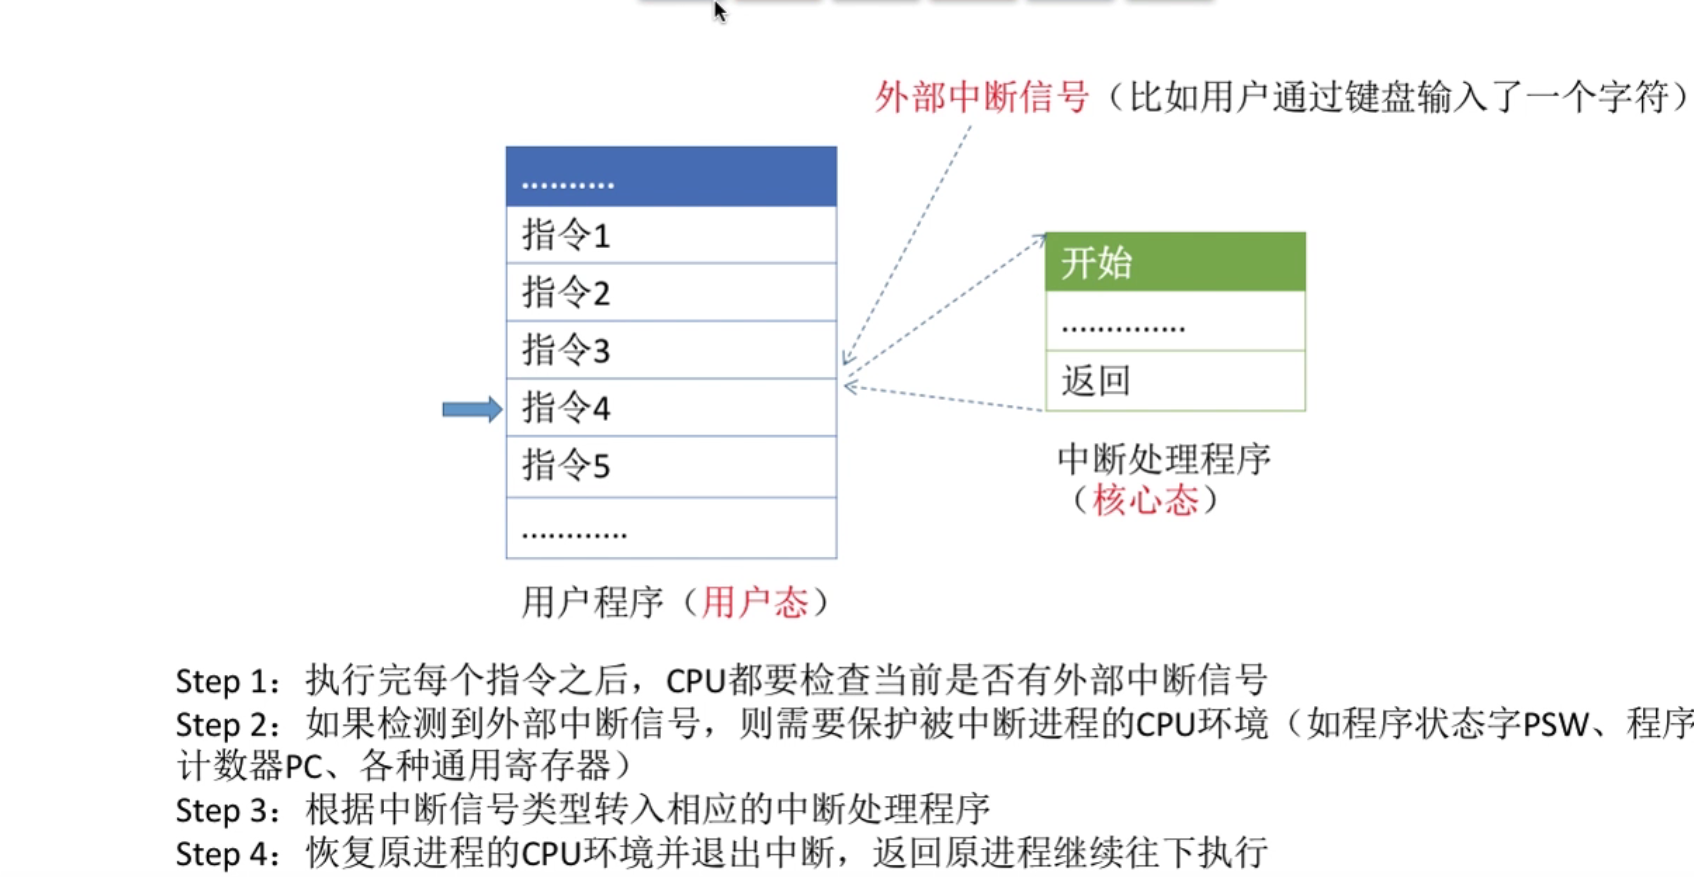 外部中断信号（比如用户通过键盘输入了一个字符）
..........
指令1
指令2
指令3
指令4
指令5
............
用户程序（用户态）
开始
..............
返回
中断处理程序
（核心态）
Step 1：执行完每个指令之后，CPU都要检查当前是否有外部中断信号
Step 2：如果检测到外部中断信号，则需要保护被中断进程的CPU环境（如程序状态字PSW、程序
计数器PC、各种通用寄存器）
Step 3：根据中断信号类型转入相应的中断处理程序
Step 4：恢复原进程的CPU环境并退出中断，返回原进程继续往下执行